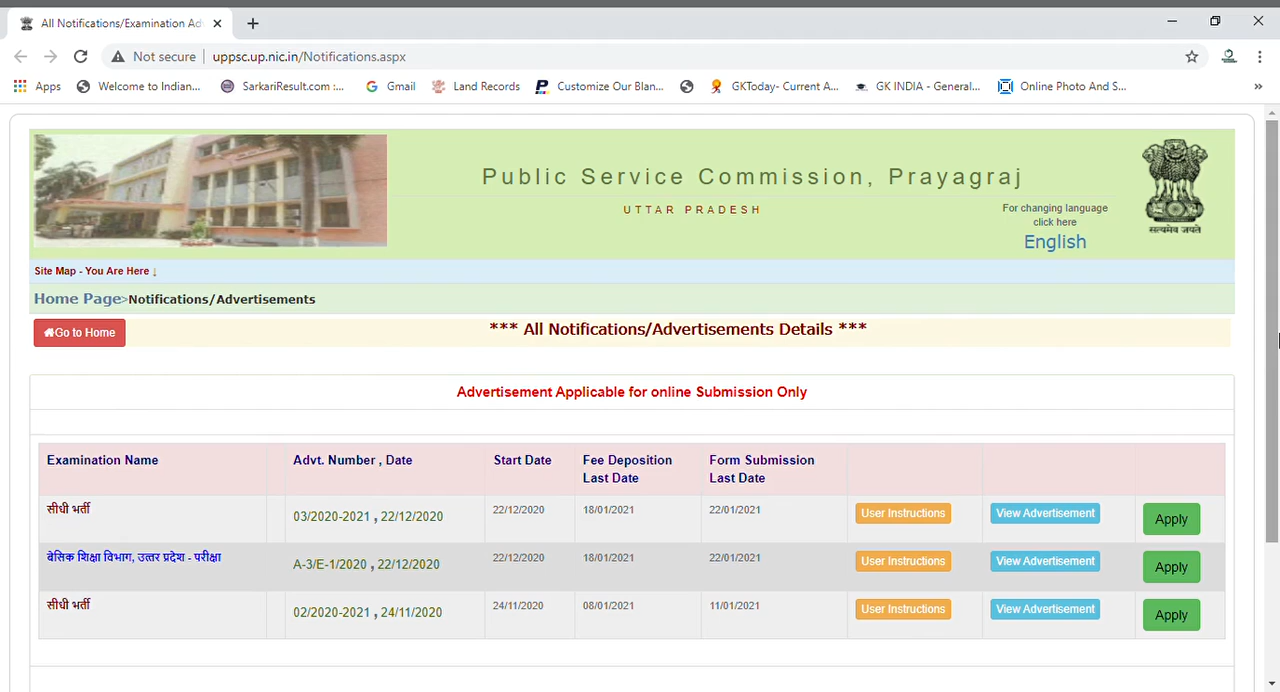 All Notifications/Examination Adv
Not secure uppsc.up.nic.in/Notifications.aspx
Apps Welcome to Indian... SarkariResult.com :... Gmail Land Records Customize Our Blan... GKToday- Current A... GK INDIA - General... Online Photo And S...
Public Service Commission, Prayagraj
UTTAR PRADESH
For changing language
click here
English
सत्यमेव जयते
Site Map - You Are Here ↓
Home Page>Notifications/Advertisements
Go to Home
*** All Notifications/Advertisements Details ***
Advertisement Applicable for online Submission Only
Examination Name Advt. Number , Date Start Date Fee Deposition Last Date Form Submission Last Date
सीधी भर्ती 03/2020-2021 , 22/12/2020 22/12/2020 18/01/2021 22/01/2021 User Instructions View Advertisement Apply
बेसिक शिक्षा विभाग, उत्तर प्रदेश - परीक्षा A-3/E-1/2020 , 22/12/2020 22/12/2020 18/01/2021 22/01/2021 User Instructions View Advertisement Apply
सीधी भर्ती 02/2020-2021 , 24/11/2020 24/11/2020 08/01/2021 11/01/2021 User Instructions View Advertisement Apply